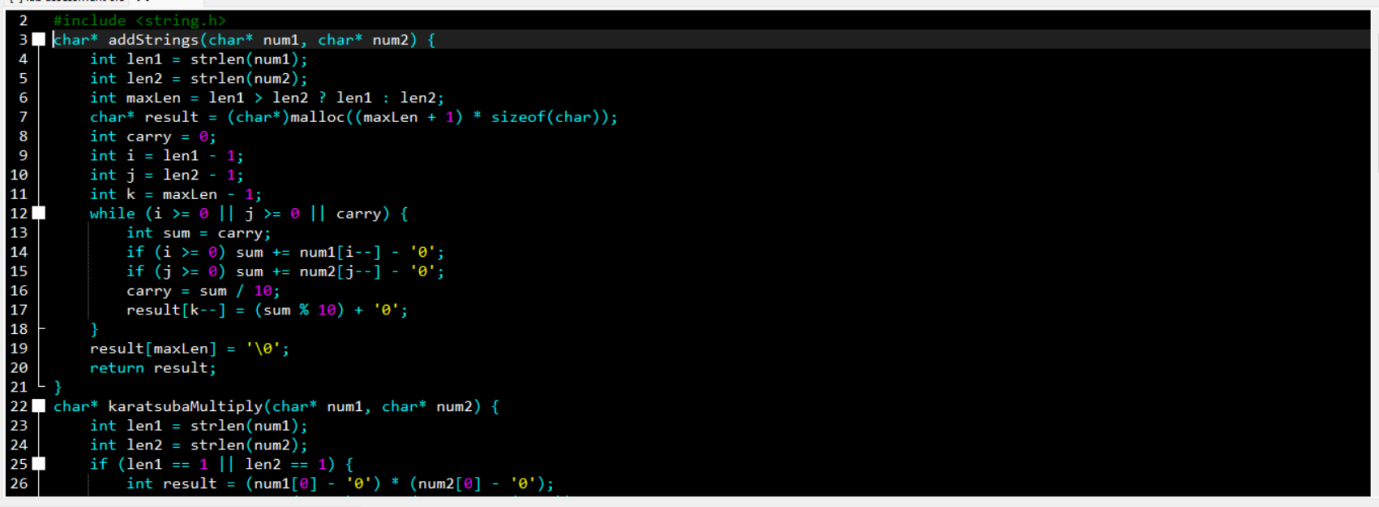 2 #include <string.h>
3 char* addStrings(char* num1, char* num2) {
4     int len1 = strlen(num1);
5     int len2 = strlen(num2);
6     int maxLen = len1 > len2 ? len1 : len2;
7     char* result = (char*)malloc((maxLen + 1) * sizeof(char));
8     int carry = 0;
9     int i = len1 - 1;
10     int j = len2 - 1;
11     int k = maxLen - 1;
12     while (i >= 0 || j >= 0 || carry) {
13         int sum = carry;
14         if (i >= 0) sum += num1[i--] - '0';
15         if (j >= 0) sum += num2[j--] - '0';
16         carry = sum / 10;
17         result[k--] = (sum % 10) + '0';
18     }
19     result[maxLen] = '\0';
20     return result;
21 }
22 char* karatsubaMultiply(char* num1, char* num2) {
23     int len1 = strlen(num1);
24     int len2 = strlen(num2);
25     if (len1 == 1 || len2 == 1) {
26         int result = (num1[0] - '0') * (num2[0] - '0');